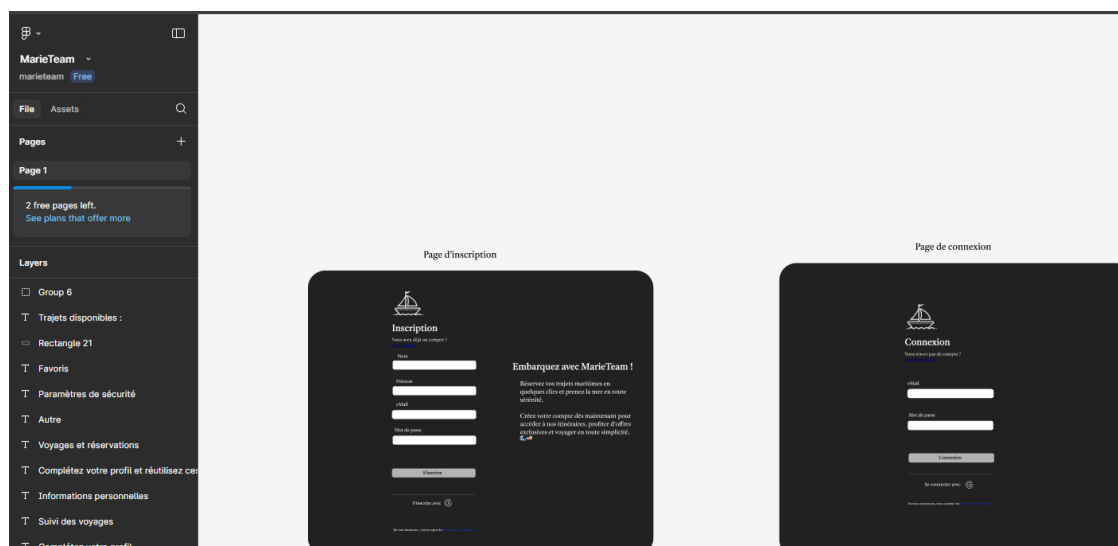 MarieTeam
marieteam Free
File Assets
Pages
Page 1
2 free pages left.
See plans that offer more
Layers
Group 6
Trajets disponibles :
Rectangle 21
Favoris
Paramètres de sécurité
Autre
Voyages et réservations
Complétez votre profil et réutilisez ces
Informations personnelles
Suivi des voyages
Complétez votre profil
Page d'inscription
Inscription
Vous avez déjà un compte ?
Nom
Prénom
eMail
Mot de passe
S'inscrire
S'inscrire avec
Embarquez avec MarieTeam !
Réservez vos trajets maritimes en
quelques clics et prenez la mer en toute
sérénité.
Créez votre compte dès maintenant pour
accéder à nos itinéraires, profiter d'offres
exclusives et voyager en toute simplicité.
Page de connexion
Connexion
Vous n'avez pas de compte ?
eMail
Mot de passe
Connexion
Se connecter avec